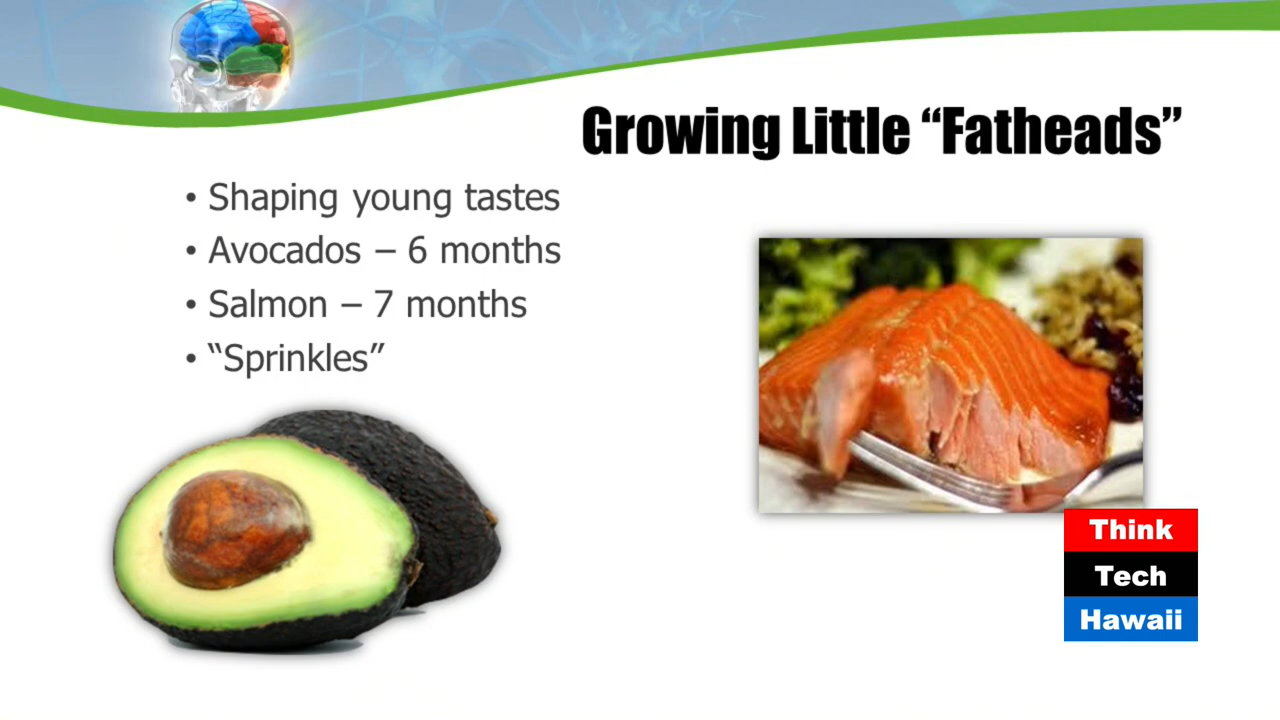 Growing Little “Fatheads”
• Shaping young tastes
• Avocados – 6 months
• Salmon – 7 months
• “Sprinkles”
Think
Tech
Hawaii